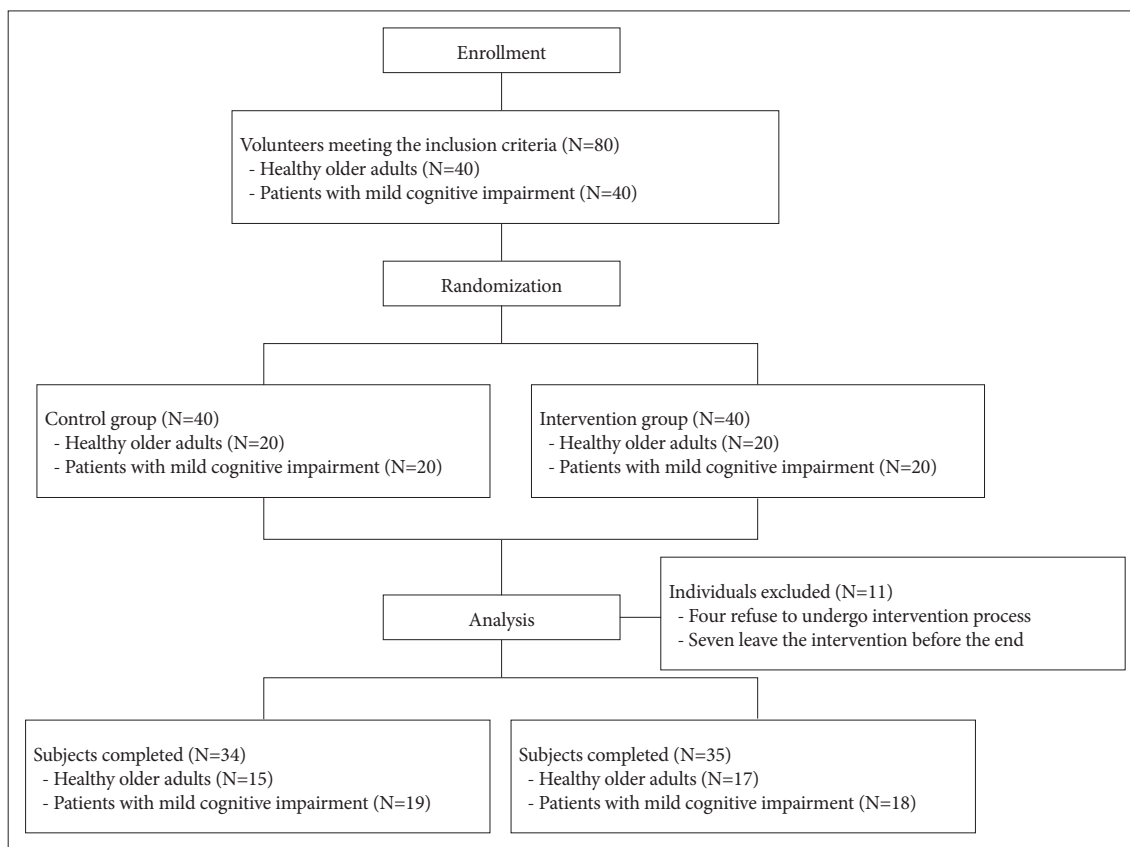 Enrollment
Volunteers meeting the inclusion criteria (N=80)
- Healthy older adults (N=40)
- Patients with mild cognitive impairment (N=40)
Randomization
Control group (N=40)
- Healthy older adults (N=20)
- Patients with mild cognitive impairment (N=20)
Intervention group (N=40)
- Healthy older adults (N=20)
- Patients with mild cognitive impairment (N=20)
Individuals excluded (N=11)
- Four refuse to undergo intervention process
- Seven leave the intervention before the end
Analysis
Subjects completed (N=34)
- Healthy older adults (N=15)
- Patients with mild cognitive impairment (N=19)
Subjects completed (N=35)
- Healthy older adults (N=17)
- Patients with mild cognitive impairment (N=18)